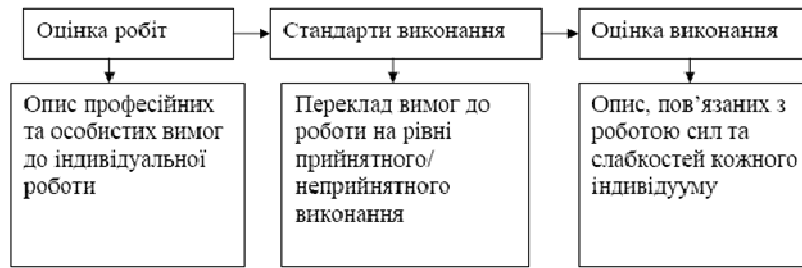 Оцінка робіт
Стандарти виконання
Оцінка виконання
Опис професійних
та особистих вимог
до індивідуальної
роботи
Переклад вимог до
роботи на рівні
прийнятного/
неприйнятного
виконання
Опис, пов’язаних з
роботою сил та
слабкостей кожного
індивідууму